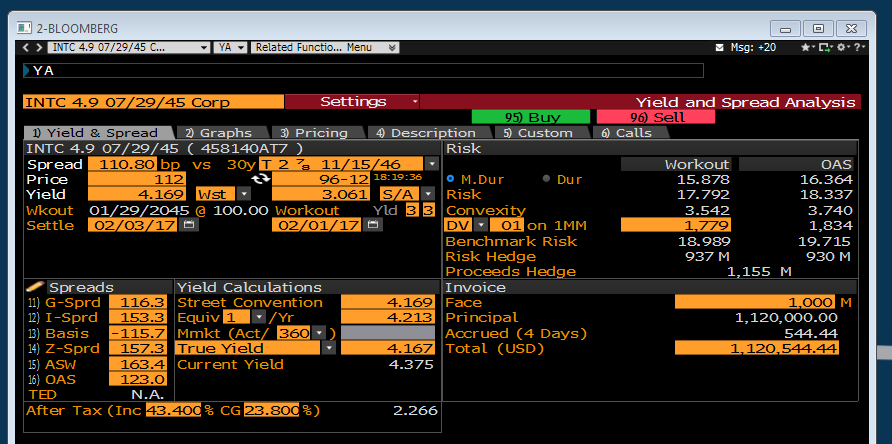 2-BLOOMBERG
< > INTC 4.9 07/29/45 C... YA Related Functio... Menu Msg: +20
YA
INTC 4.9 07/29/45 Corp Settings Yield and Spread Analysis
95) Buy 96) Sell
1) Yield & Spread 2) Graphs 3) Pricing 4) Description 5) Custom 6) Calls
INTC 4.9 07/29/45 ( 458140AT7 )
Spread 110.80 bp vs 30y T 2 ⅞ 11/15/46
Price 112 96-12 18:19:36
Yield 4.169 Wst 3.061 S/A
Wkout 01/29/2045 @ 100.00 Workout Yld 3 3
Settle 02/03/17 02/01/17
Risk
Workout OAS
M.Dur Dur 15.878 16.364
Risk 17.792 18.337
Convexity 3.542 3.740
DV 01 on 1MM 1,779 1,834
Benchmark Risk 18.989 19.715
Risk Hedge 937 M 930 M
Proceeds Hedge 1,155 M
Spreads
11) G-Sprd 116.3
12) I-Sprd 153.3
13) Basis -115.7
14) Z-Sprd 157.3
15) ASW 163.4
16) OAS 123.0
TED N.A.
Yield Calculations
Street Convention 4.169
Equiv 1 /Yr 4.213
Mmkt (Act/ 360 )
True Yield 4.167
Current Yield 4.375
Invoice
Face 1,000 M
Principal 1,120,000.00
Accrued (4 Days) 544.44
Total (USD) 1,120,544.44
After Tax (Inc 43.400 % CG 23.800 %) 2.266